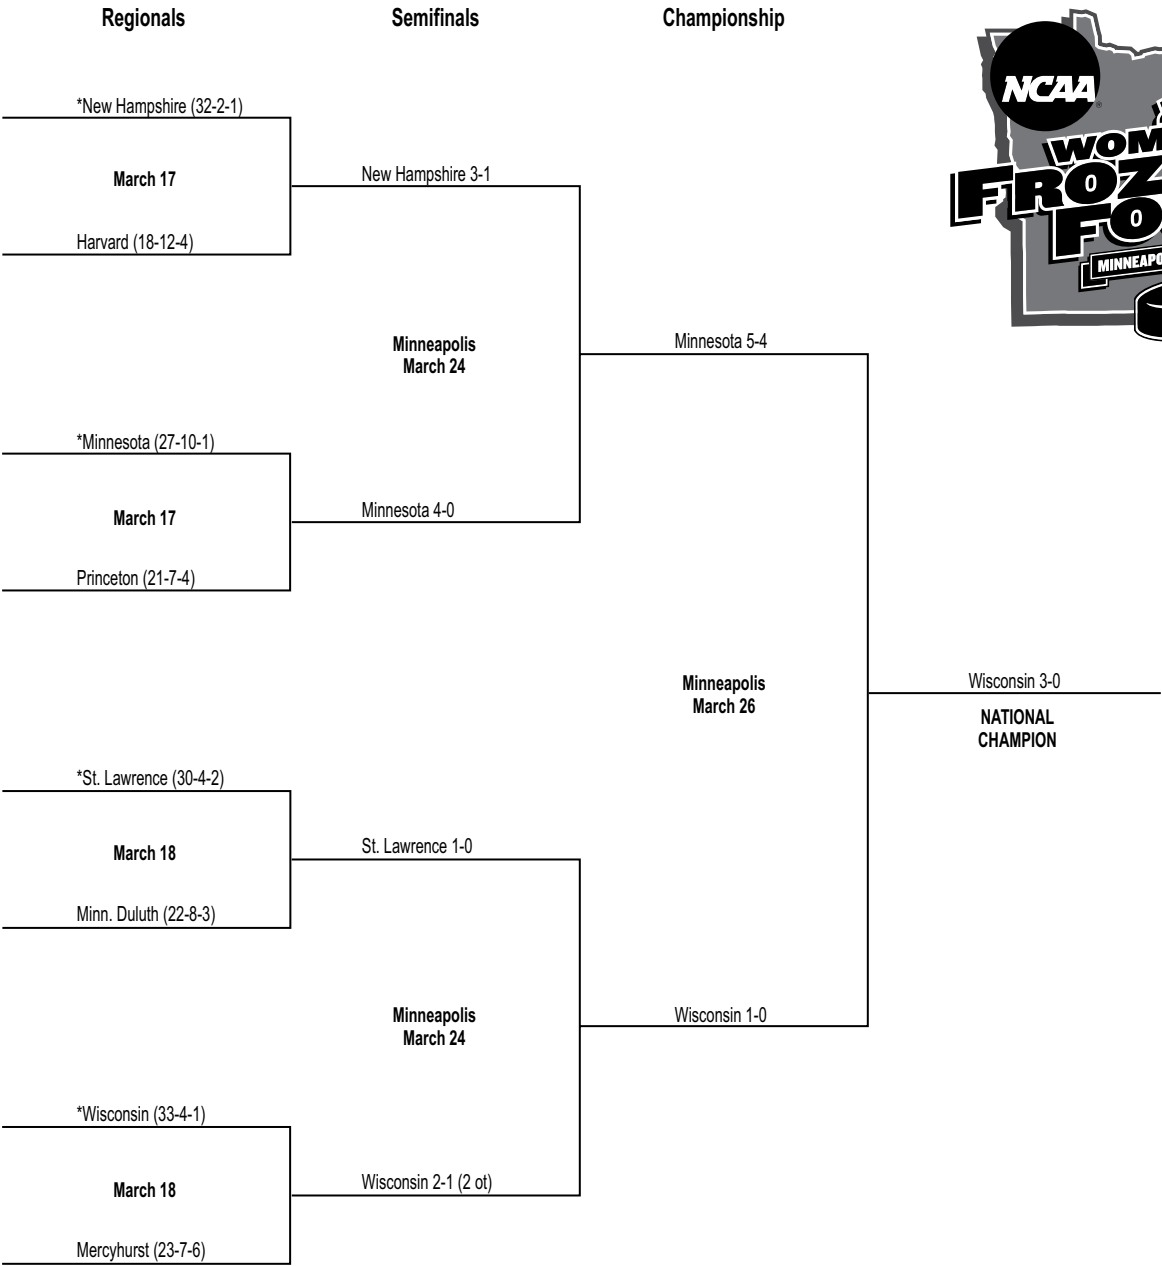 Regionals
Semifinals
Championship
NCAA
MINNEAPO
*New Hampshire (32-2-1)
March 17
Harvard (18-12-4)
New Hampshire 3-1
Minneapolis
March 24
*Minnesota (27-10-1)
March 17
Princeton (21-7-4)
Minnesota 4-0
Minnesota 5-4
Minneapolis
March 26
Wisconsin 3-0
NATIONAL
CHAMPION
*St. Lawrence (30-4-2)
March 18
Minn. Duluth (22-8-3)
St. Lawrence 1-0
Minneapolis
March 24
Wisconsin 1-0
*Wisconsin (33-4-1)
March 18
Mercyhurst (23-7-6)
Wisconsin 2-1 (2 ot)